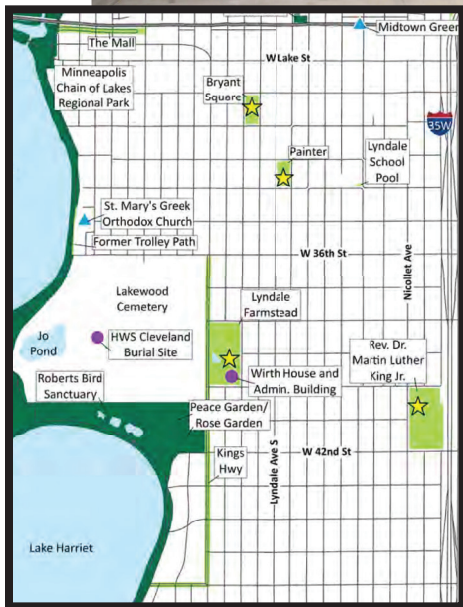 Midtown Green
The Mall
W Lake St
Minneapolis
Chain of Lakes
Regional Park
Bryant
Square
35W
Painter
Lyndale
School
Pool
St. Mary's Greek
Orthodox Church
Former Trolley Path
W 36th St
Nicollet Ave
Lakewood
Cemetery
Lyndale
Farmstead
Jo
Pond
HWS Cleveland
Burial Site
Rev. Dr.
Martin Luther
King Jr.
Wirth House and
Admin. Building
Roberts Bird
Sanctuary
Peace Garden/
Rose Garden
Kings
Hwy
Lyndale Ave S
W 42nd St
Lake Harriet